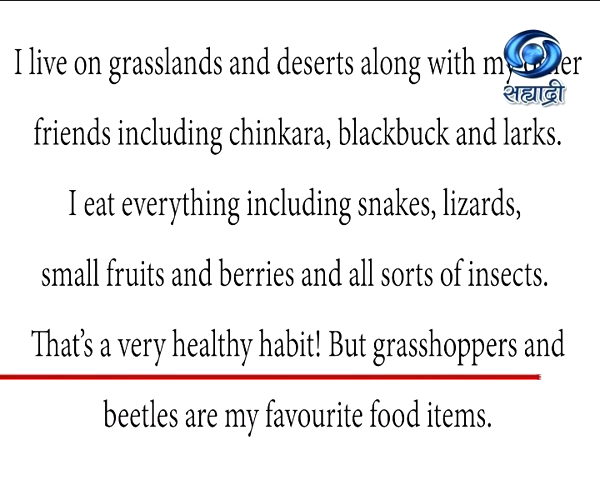 I live on grasslands and deserts along with my other
friends including chinkara, blackbuck and larks.
I eat everything including snakes, lizards,
small fruits and berries and all sorts of insects.
That's a very healthy habit! But grasshoppers and
beetles are my favourite food items.
सह्याद्री